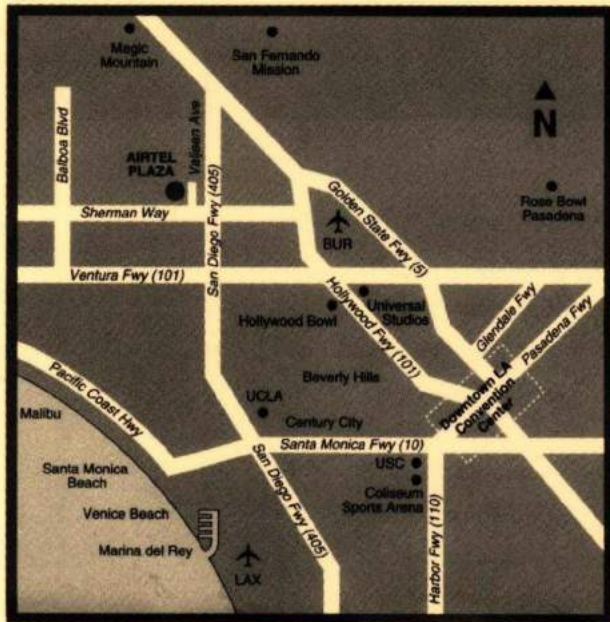 Magic
Mountain
San Fernando
Mission
N
Balboa Blvd
Valjean Ave
AIRTEL
PLAZA
Sherman Way
San Diego Fwy (405)
Golden State Fwy (5)
Rose Bowl
Pasadena
BUR
Ventura Fwy (101)
Hollywood Fwy (101)
Universal
Studios
Hollywood Bowl
Glendale Fwy
Pasadena Fwy
Pacific Coast Hwy
Beverly Hills
Downtown LA
Convention
Center
Malibu
UCLA
Century City
Santa Monica Fwy (10)
Santa Monica
Beach
San Diego Fwy (405)
USC
Coliseum
Sports Arena
Venice Beach
Marina del Rey
LAX
Harbor Fwy (110)